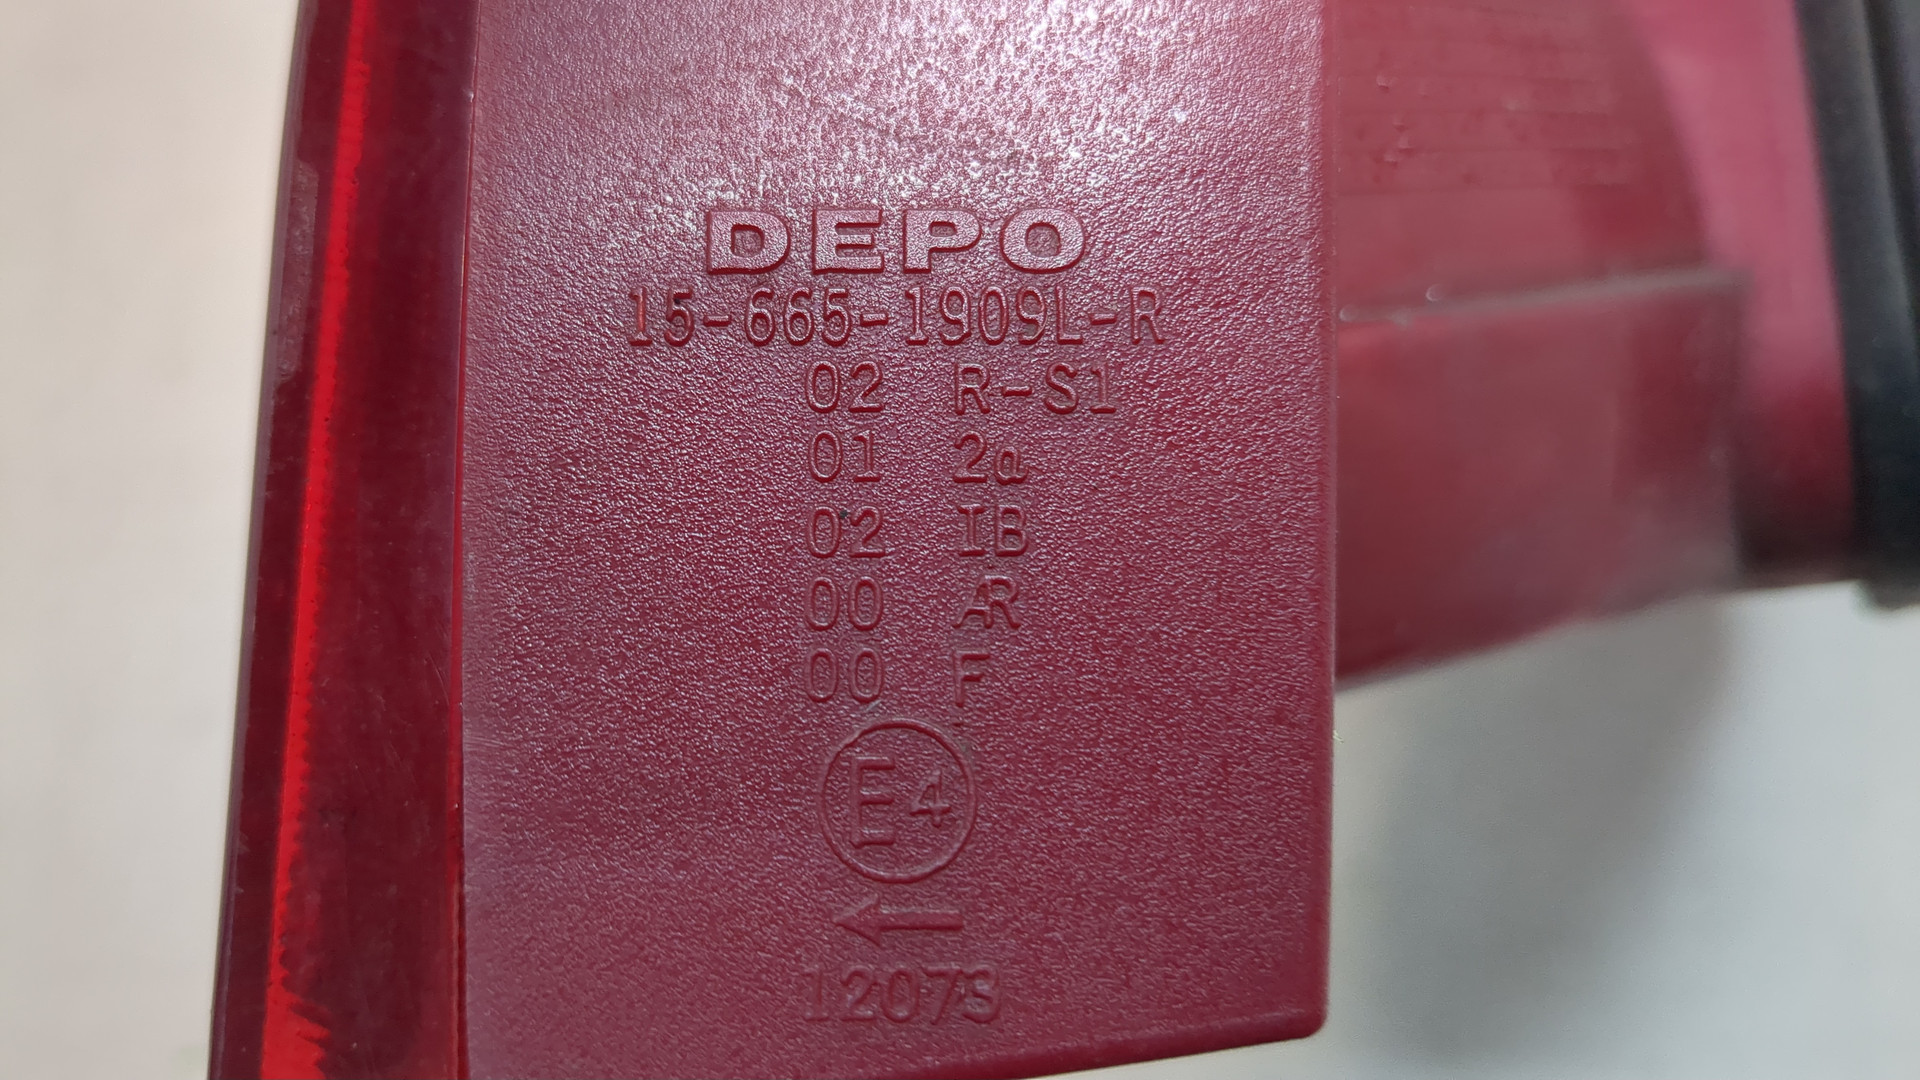 DEPO
15-665-1909L-R
02 R-S1
01 2a
02 IB
00 AR
00 F
E4
←
12073